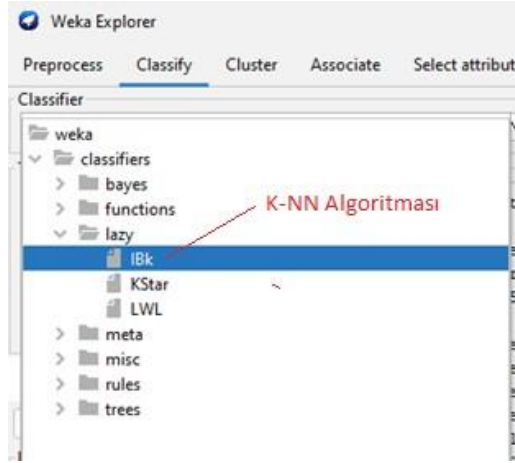 Weka Explorer
Preprocess Classify Cluster Associate Select attribut
Classifier
weka
classifiers
bayes
functions
K-NN Algoritması
lazy
IBk
KStar
LWL
meta
misc
rules
trees